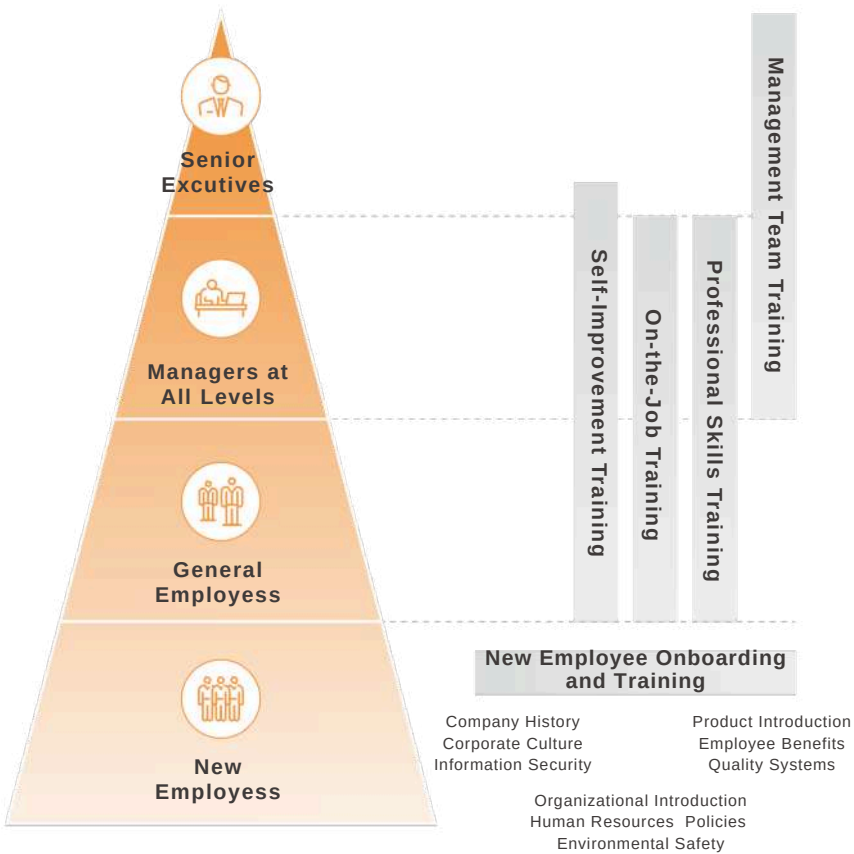 Senior
Excutives
Managers at
All Levels
General
Employess
New
Employess
Self-Improvement Training
On-the-Job Training
Professional Skills Training
Management Team Training
New Employee Onboarding
and Training
Company History
Corporate Culture
Information Security
Product Introduction
Employee Benefits
Quality Systems
Organizational Introduction
Human Resources Policies
Environmental Safety